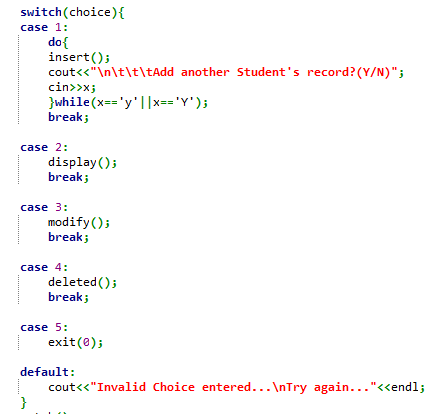 switch(choice){
case 1:
do{
insert();
cout<<"\n\t\t\tAdd another Student's record?(Y/N)";
cin>>x;
}while(x=='y'||x=='Y');
break;
case 2:
display();
break;
case 3:
modify();
break;
case 4:
deleted();
break;
case 5:
exit(0);
default:
cout<<"Invalid Choice entered...\nTry again..."<<endl;
}